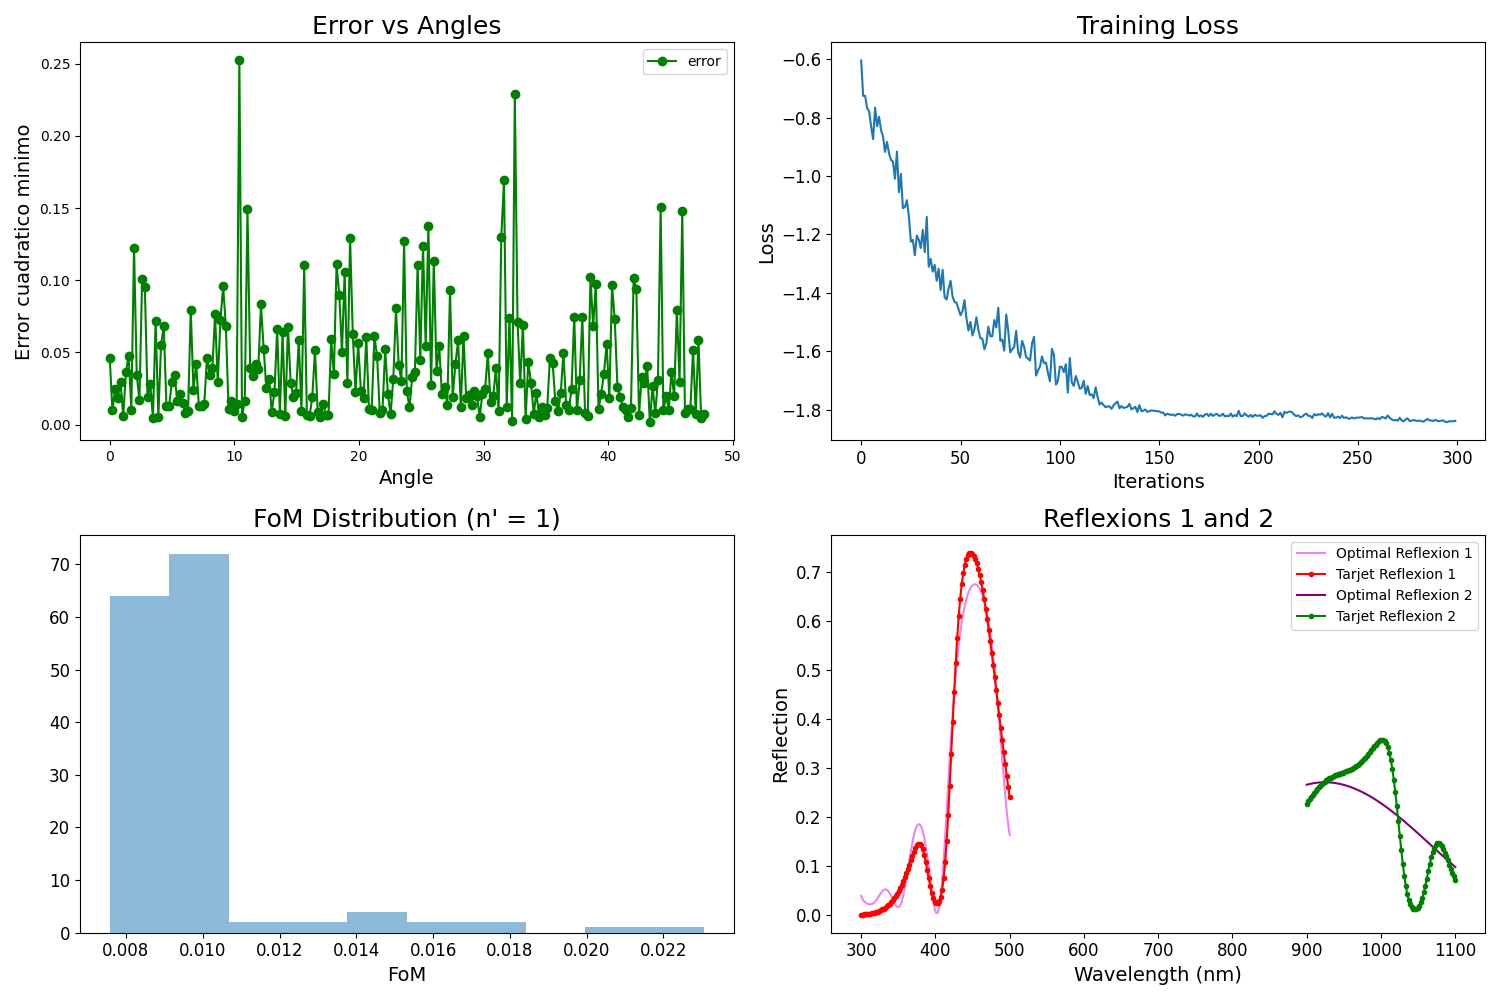 Error vs Angles
error
Error cuadratico minimo
0.25
0.20
0.15
0.10
0.05
0.00
0 10 20 30 40 50
Angle
Training Loss
Loss
−0.6
−0.8
−1.0
−1.2
−1.4
−1.6
−1.8
0 50 100 150 200 250 300
Iterations
FoM Distribution (n' = 1)
70
60
50
40
30
20
10
0
0.008 0.010 0.012 0.014 0.016 0.018 0.020 0.022
FoM
Reflexions 1 and 2
Optimal Reflexion 1
Tarjet Reflexion 1
Optimal Reflexion 2
Tarjet Reflexion 2
Reflection
0.7
0.6
0.5
0.4
0.3
0.2
0.1
0.0
300 400 500 600 700 800 900 1000 1100
Wavelength (nm)